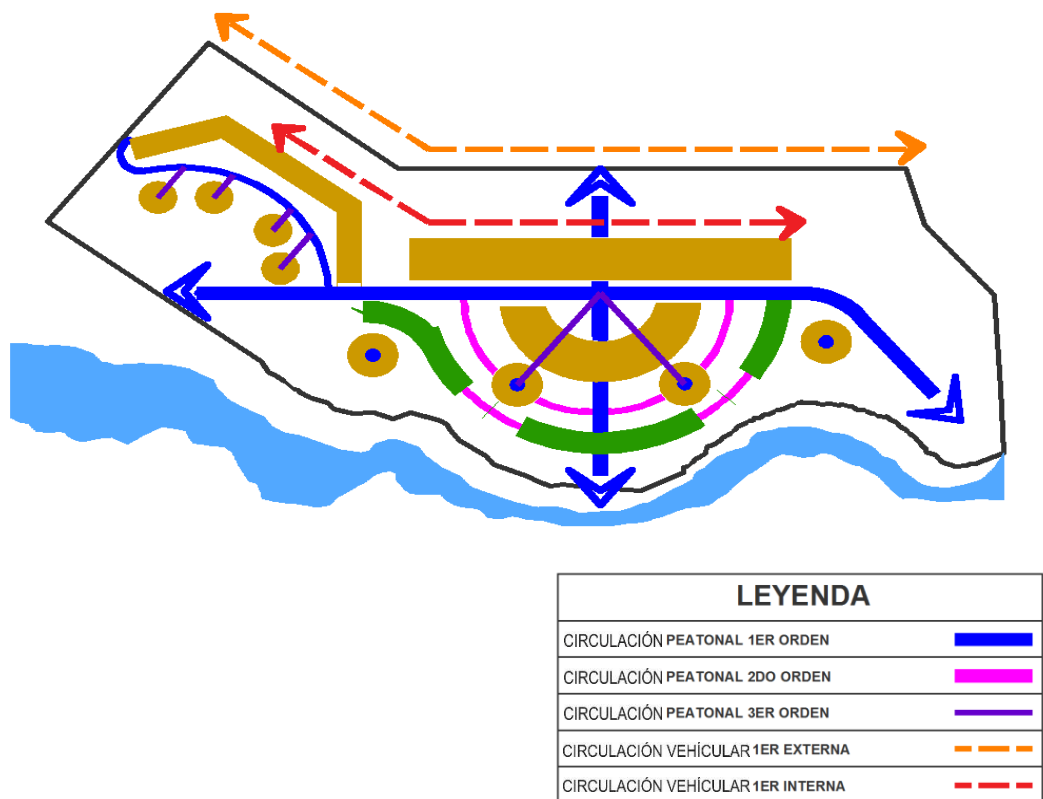 LEYENDA
CIRCULACIÓN PEATONAL 1ER ORDEN
CIRCULACIÓN PEATONAL 2DO ORDEN
CIRCULACIÓN PEATONAL 3ER ORDEN
CIRCULACIÓN VEHÍCULAR 1ER EXTERNA
CIRCULACIÓN VEHÍCULAR 1ER INTERNA